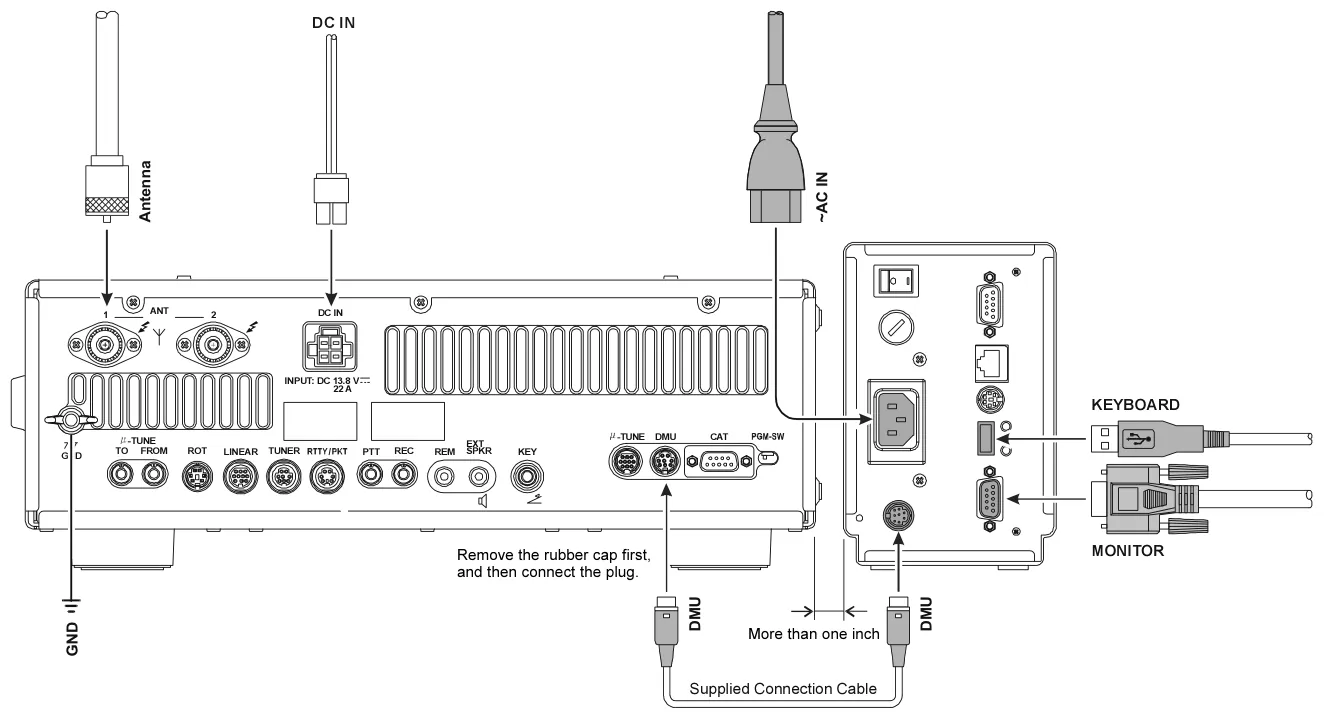 DC IN
Antenna
~AC IN
1 ANT 2
DC IN
INPUT: DC 13.8 V
22 A
KEYBOARD
μ-TUNE
TO FROM
ROT
LINEAR
TUNER
RTTY/PKT
PTT
REC
REM
EXT
SPKR
KEY
μ-TUNE
DMU
CAT
PGM-SW
MONITOR
Remove the rubber cap first,
and then connect the plug.
GND
DMU
DMU
More than one inch
Supplied Connection Cable